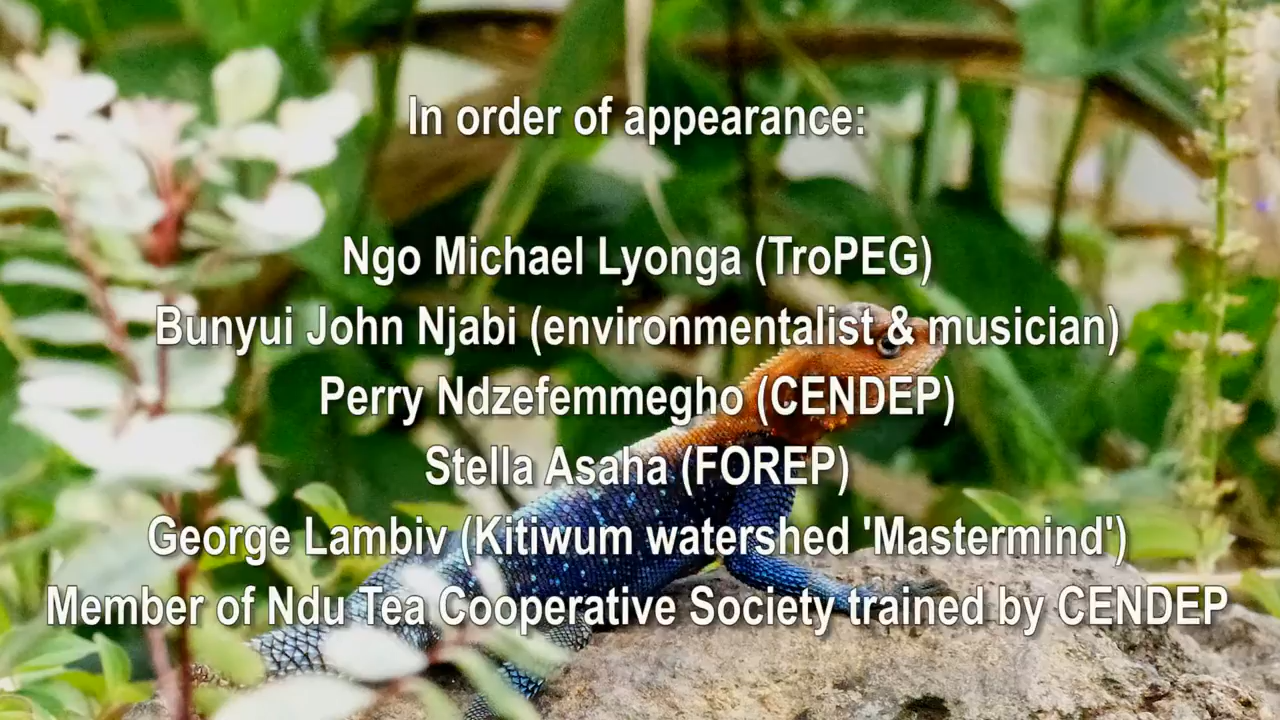 In order of appearance:
Ngo Michael Lyonga (TroPEG)
Bunyui John Njabi (environmentalist & musician)
Perry Ndzefemmegho (CENDEP)
Stella Asaha (FOREP)
George Lambiv (Kitiwum watershed 'Mastermind')
Member of Ndu Tea Cooperative Society trained by CENDEP